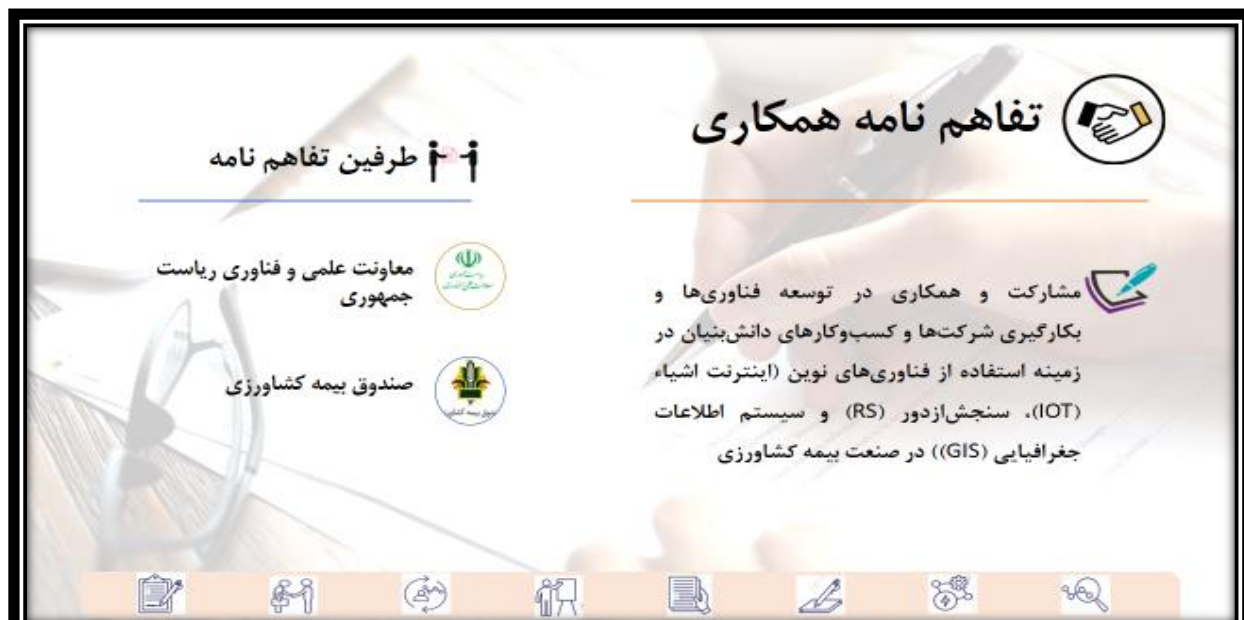 تفاهم نامه همکاری
مشارکت و همکاری در توسعه فناوری‌ها و
بکارگیری شرکت‌ها و کسب‌وکارهای دانش‌بنیان در
زمینه استفاده از فناوری‌های نوین (اینترنت اشیاء
(IOT)، سنجش‌ازدور (RS) و سیستم اطلاعات
جغرافیایی (GIS)) در صنعت بیمه کشاورزی
طرفین تفاهم نامه
معاونت علمی و فناوری ریاست
جمهوری
صندوق بیمه کشاورزی